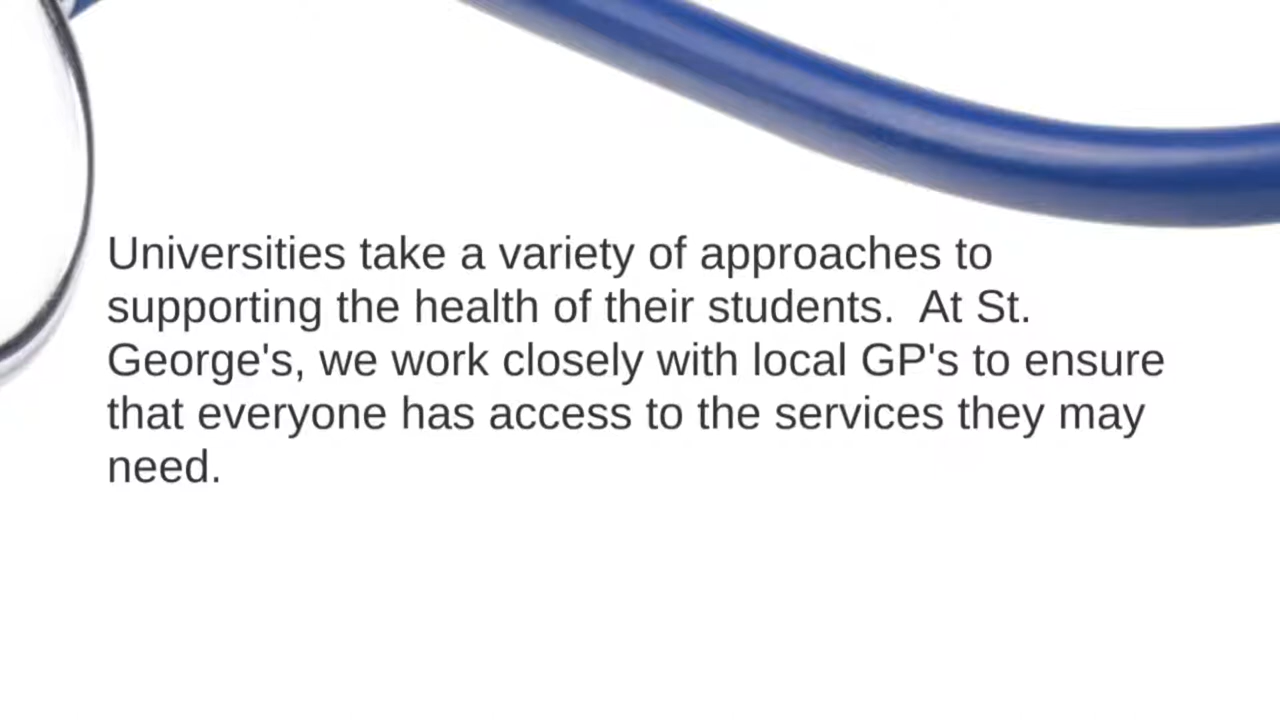 Universities take a variety of approaches to
supporting the health of their students.  At St.
George's, we work closely with local GP's to ensure
that everyone has access to the services they may
need.